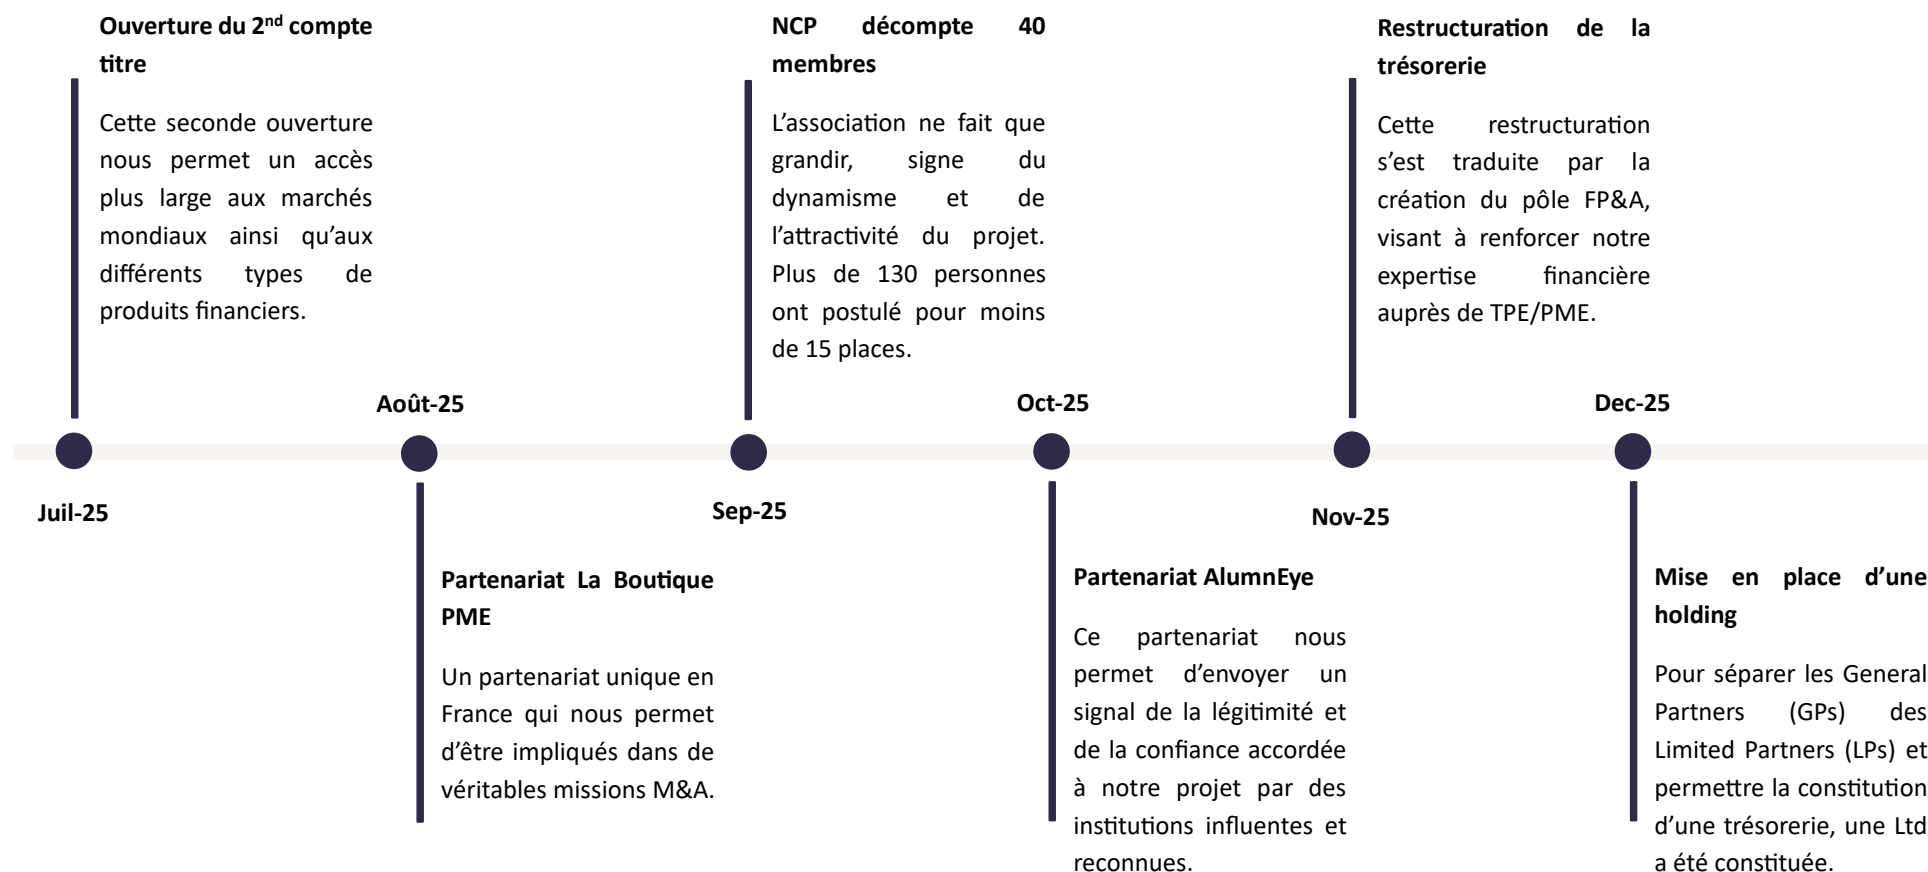 Ouverture du 2nd compte
titre
Cette seconde ouverture
nous permet un accès
plus large aux marchés
mondiaux ainsi qu'aux
différents types de
produits financiers.
Juil-25
Août-25
Partenariat La Boutique
PME
Un partenariat unique en
France qui nous permet
d'être impliqués dans de
véritables missions M&A.
NCP décompte 40
membres
L'association ne fait que
grandir, signe du
dynamisme et de
l'attractivité du projet.
Plus de 130 personnes
ont postulé pour moins
de 15 places.
Sep-25
Oct-25
Partenariat AlumnEye
Ce partenariat nous
permet d'envoyer un
signal de la légitimité et
de la confiance accordée
à notre projet par des
institutions influentes et
reconnues.
Restructuration de la
trésorerie
Cette restructuration
s'est traduite par la
création du pôle FP&A,
visant à renforcer notre
expertise financière
auprès de TPE/PME.
Nov-25
Dec-25
Mise en place d'une
holding
Pour séparer les General
Partners (GPs) des
Limited Partners (LPs) et
permettre la constitution
d'une trésorerie, une Ltd
a été constituée.